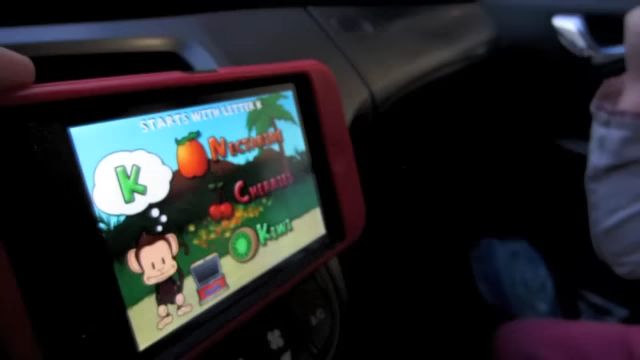 STARTS WITH LETTER K
K
NECTARINE
CHERRIES
KIWI